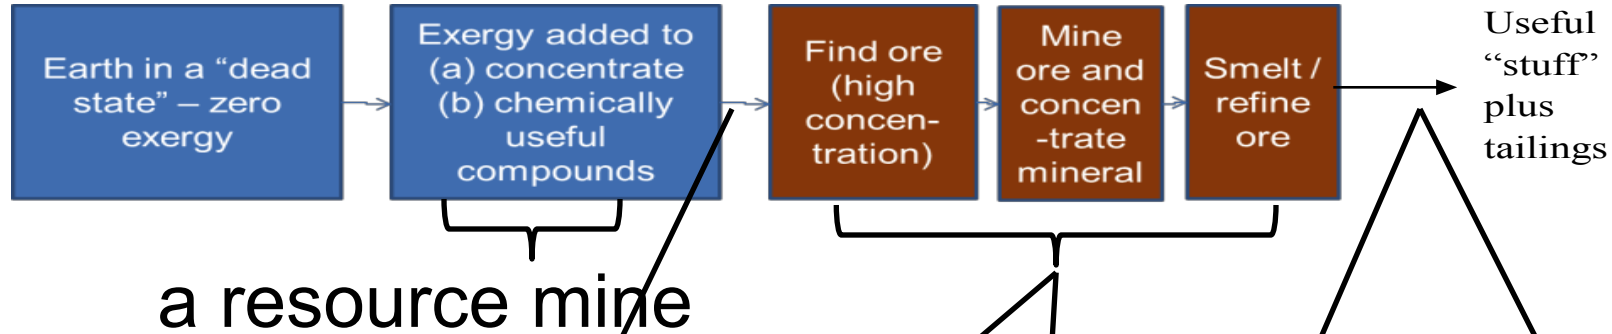 Earth in a “dead
state” – zero
exergy
Exergy added to
(a) concentrate
(b) chemically
useful
compounds
Find ore
(high
concen-
tration)
Mine
ore and
concen
-trate
mineral
Smelt /
refine
ore
Useful
“stuff”
plus
tailings
a resource mine